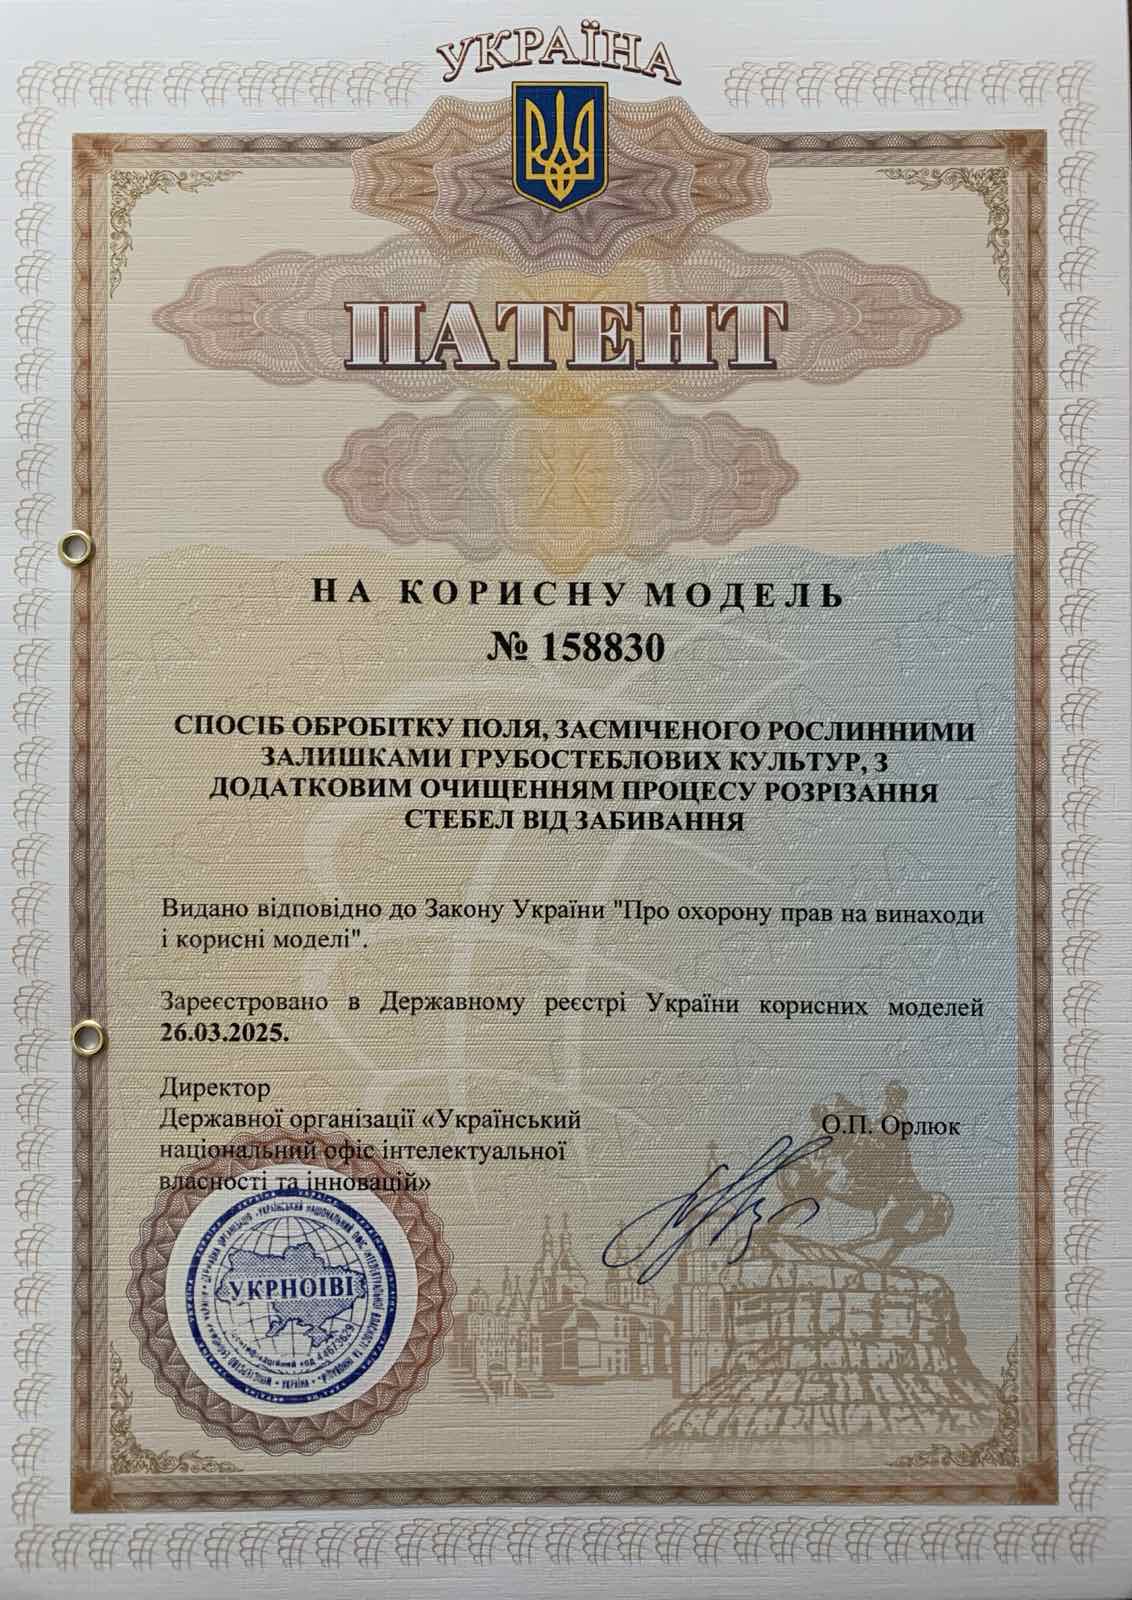 УКРАЇНА
ПАТЕНТ
НА КОРИСНУ МОДЕЛЬ
№ 158830
СПОСІБ ОБРОБІТКУ ПОЛЯ, ЗАСМІЧЕНОГО РОСЛИННИМИ
ЗАЛИШКАМИ ГРУБОСТЕБЛОВИХ КУЛЬТУР, З
ДОДАТКОВИМ ОЧИЩЕННЯМ ПРОЦЕСУ РОЗРІЗАННЯ
СТЕБЕЛ ВІД ЗАБИВАННЯ
Видано відповідно до Закону України "Про охорону прав на винаходи
і корисні моделі".
Зареєстровано в Державному реєстрі України корисних моделей
26.03.2025.
Директор
Державної організації «Український
національний офіс інтелектуальної
власності та інновацій»
О.П. Орлюк
УКРНОІВІ